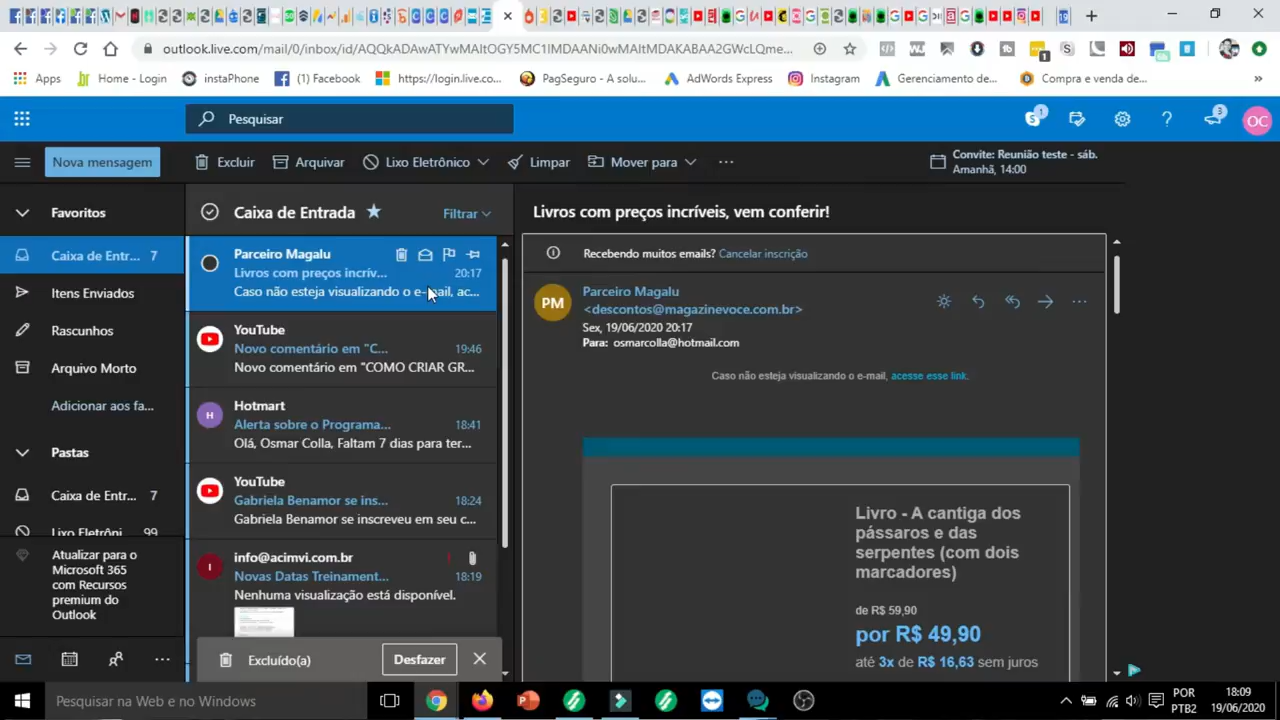 outlook.live.com/mail/0/inbox/id/AQQkADAwATYwMAItOGY5MC1lMDAANi0wMAItMDAKABAA2GWcLQme...
Apps
Home - Login
instaPhone
(1) Facebook
https://login.live.co...
PagSeguro - A solu...
AdWords Express
Instagram
Gerenciamento de...
Compra e venda de...
»
Pesquisar
1
3
OC
Nova mensagem
Excluir
Arquivar
Lixo Eletrônico
Limpar
Mover para
Convite: Reunião teste - sáb.
Amanhã, 14:00
Favoritos
Caixa de Entr... 7
Itens Enviados
Rascunhos
Arquivo Morto
Adicionar aos fa...
Pastas
Caixa de Entr... 7
Lixo Eletrôni 99
Atualizar para o
Microsoft 365
com Recursos
premium do
Outlook
Caixa de Entrada
Filtrar
Parceiro Magalu
Livros com preços incrív... 20:17
Caso não esteja visualizando o e-mail, ac...
YouTube
Novo comentário em "C... 19:46
Novo comentário em "COMO CRIAR GR...
H
Hotmart
Alerta sobre o Programa... 18:41
Olá, Osmar Colla, Faltam 7 dias para ter...
YouTube
Gabriela Benamor se ins... 18:24
Gabriela Benamor se inscreveu em seu c...
I
info@acimvi.com.br
Novas Datas Treinament... 18:19
Nenhuma visualização está disponível.
Excluído(a)
Desfazer
Livros com preços incríveis, vem conferir!
Recebendo muitos emails? Cancelar inscrição
PM
Parceiro Magalu
<descontos@magazinevoce.com.br>
Sex, 19/06/2020 20:17
Para: osmarcolla@hotmail.com
Caso não esteja visualizando o e-mail, acesse esse link.
Livro - A cantiga dos
pássaros e das
serpentes (com dois
marcadores)
de R$ 59,90
por R$ 49,90
até 3x de R$ 16,63 sem juros
Pesquisar na Web e no Windows
POR
PTB2
18:09
19/06/2020